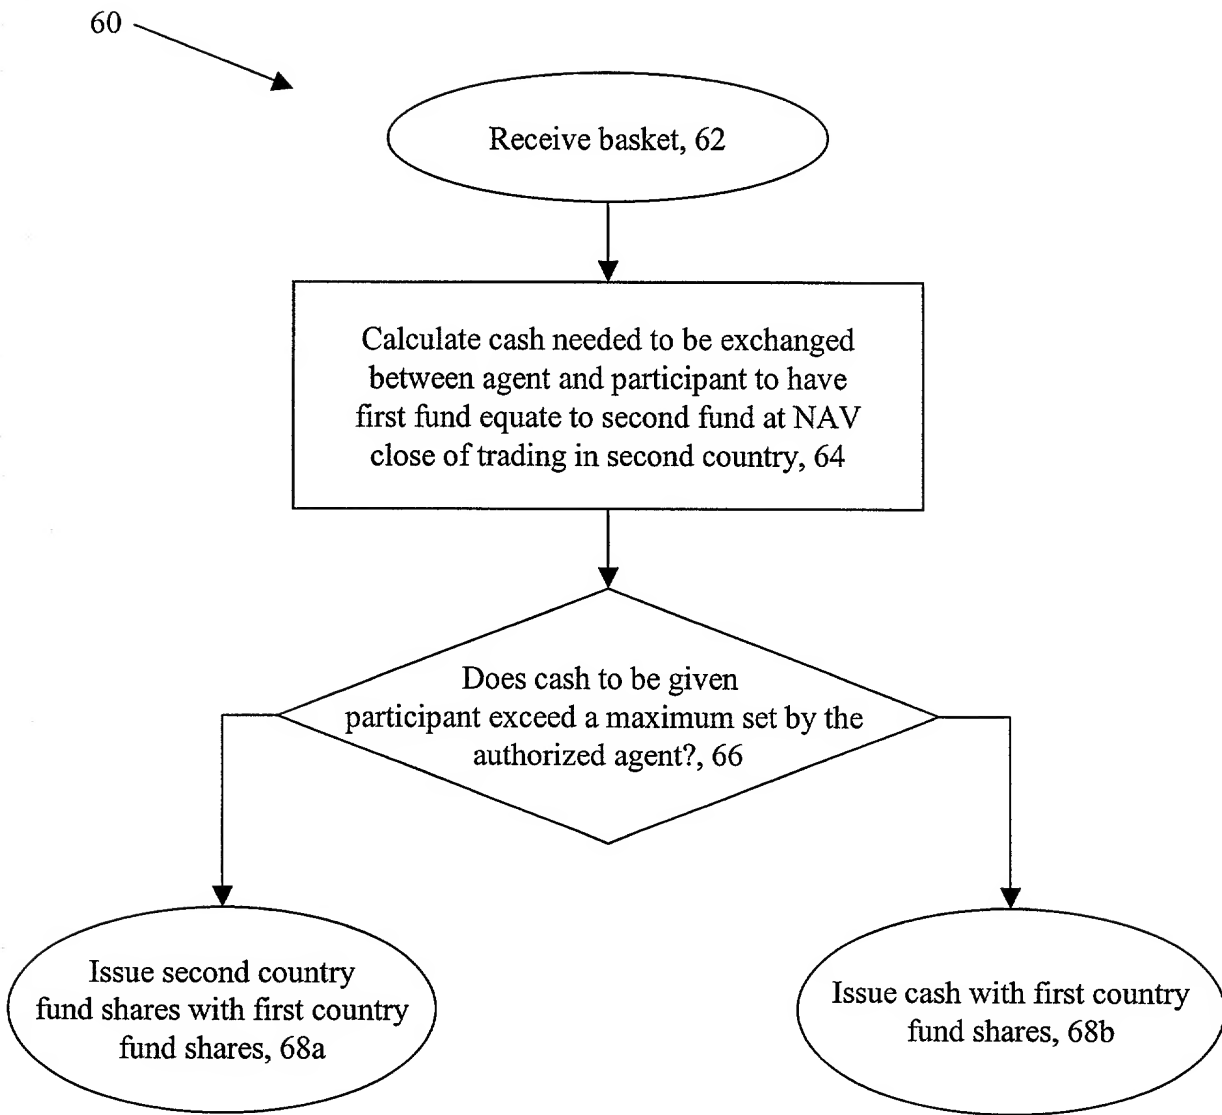 60
Receive basket, 62
Calculate cash needed to be exchanged
between agent and participant to have
first fund equate to second fund at NAV
close of trading in second country, 64
Does cash to be given
participant exceed a maximum set by the
authorized agent?, 66
Issue second country
fund shares with first country
fund shares, 68a
Issue cash with first country
fund shares, 68b